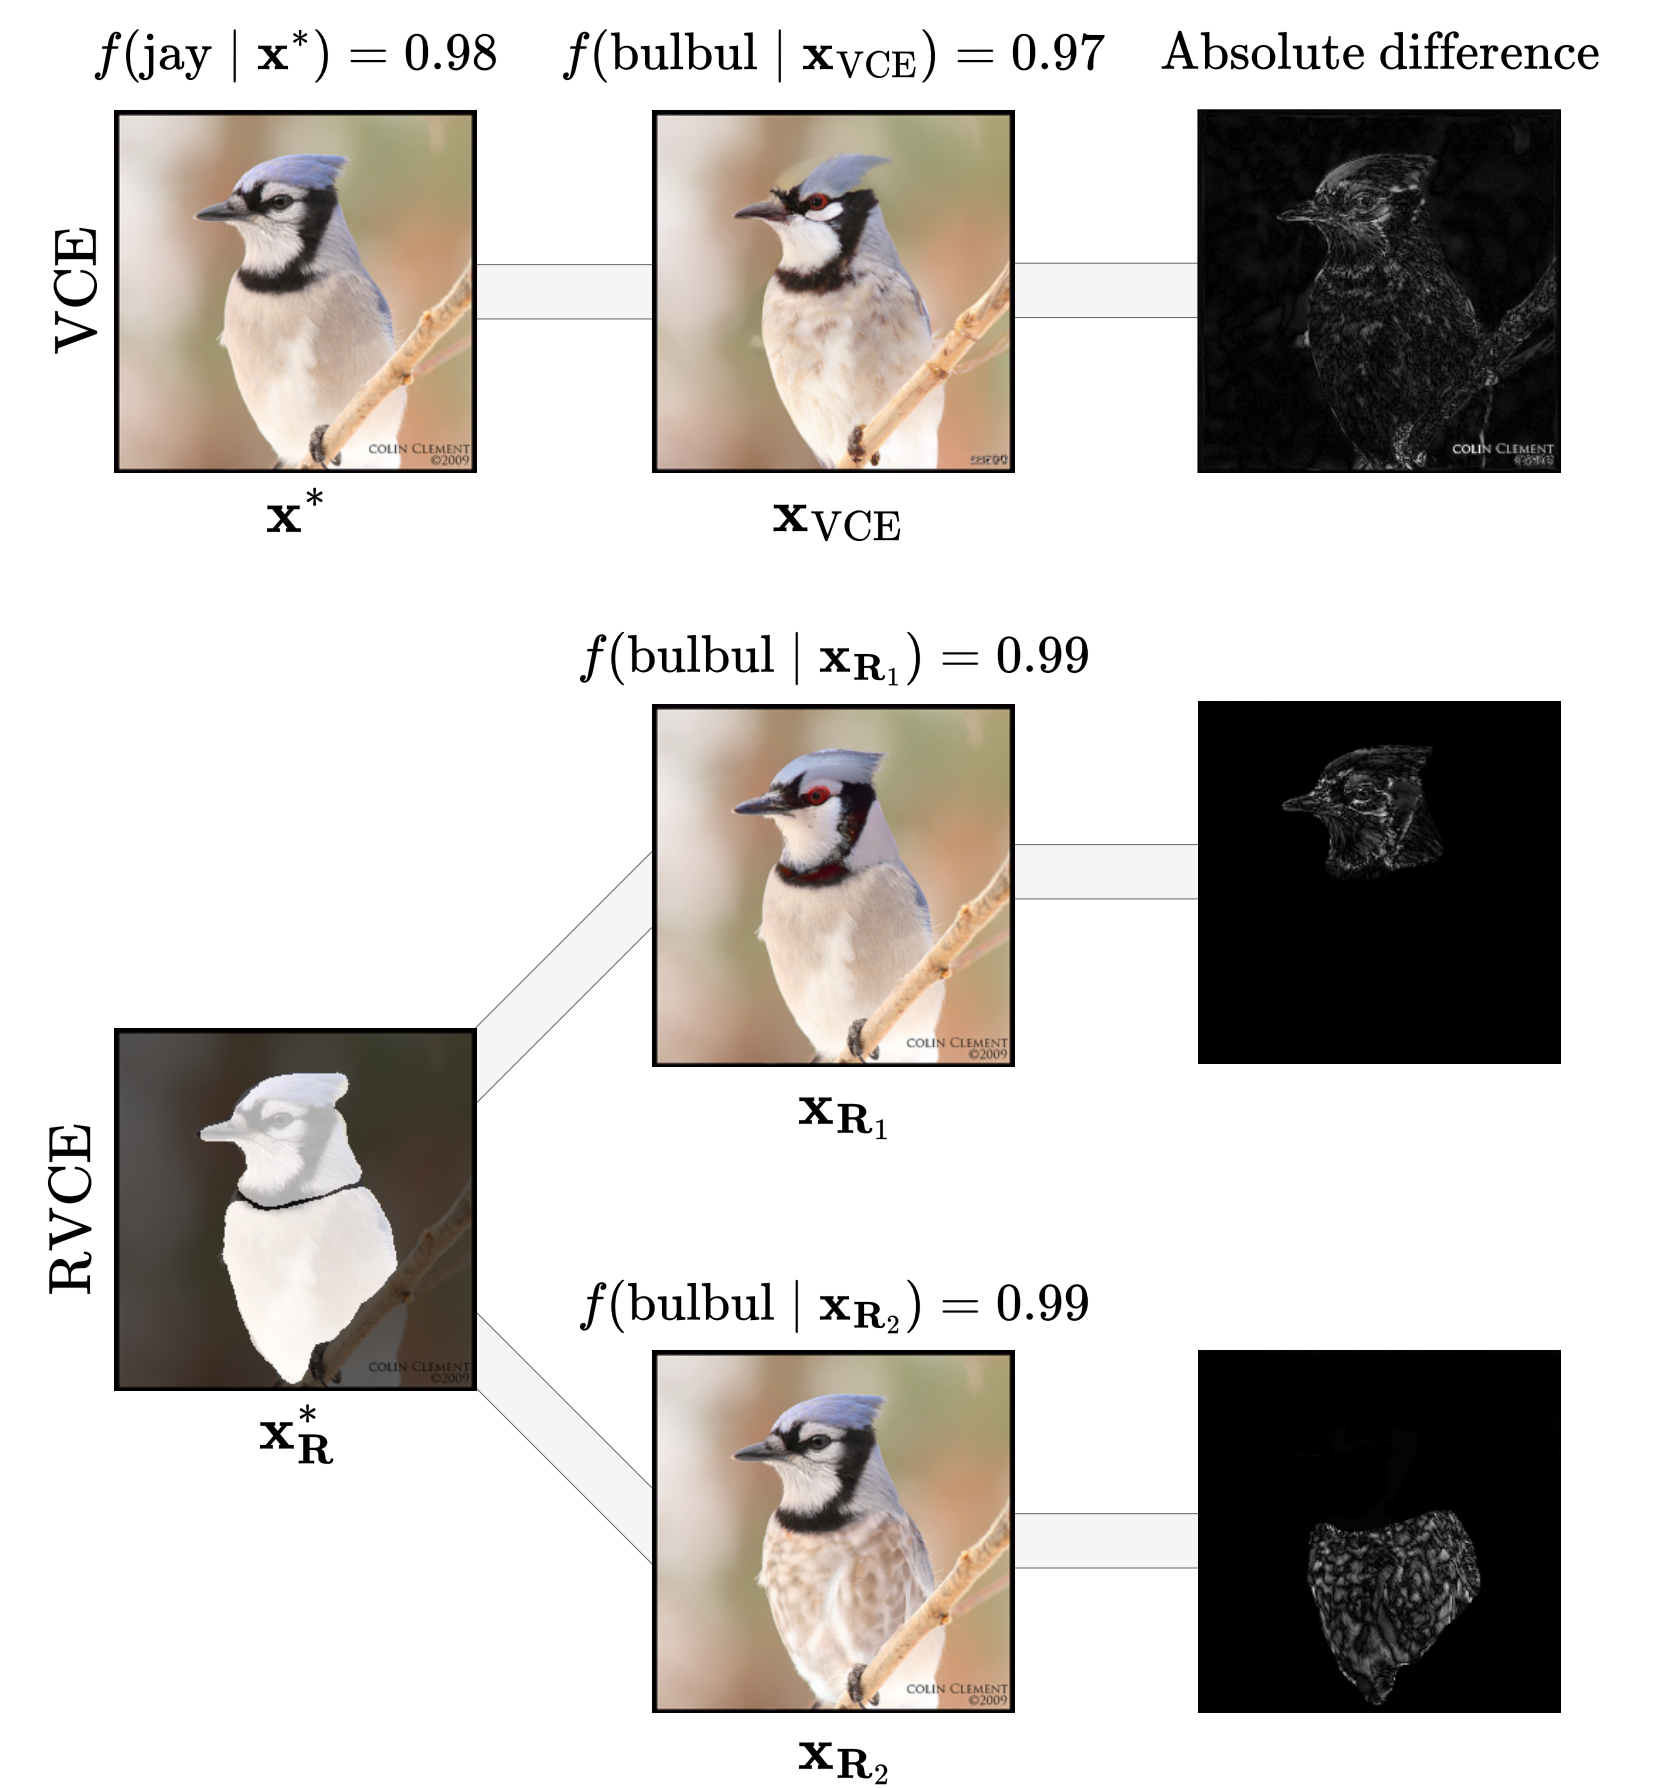 f(jay | x*) = 0.98
f(bulbul | x_VCE) = 0.97
Absolute difference
VCE
COLIN CLEMENT
©2009
COLIN CLEMENT
x*
x_VCE
f(bulbul | x_R₁) = 0.99
COLIN CLEMENT
©2009
x_R₁
RVCE
COLIN CLEMENT
©2009
x*_R
f(bulbul | x_R₂) = 0.99
COLIN CLEMENT
©2009
x_R₂